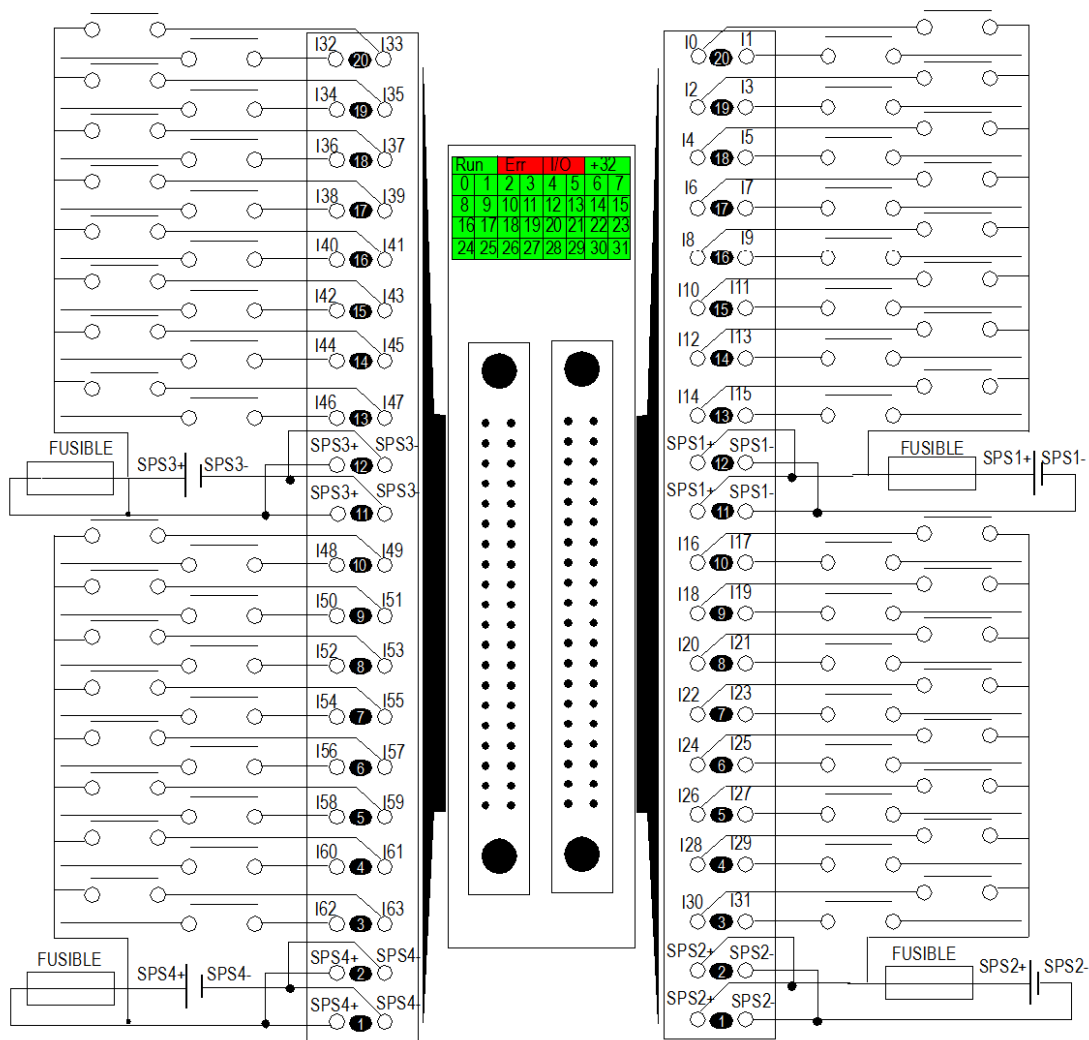 I32 I33
20
I34 I35
19
I36 I37
18
I38 I39
17
I40 I41
16
I42 I43
15
I44 I45
14
I46 I47
13
FUSIBLE SPS3+ SPS3- SPS3+ SPS3-
12
SPS3+ SPS3-
11
I48 I49
10
I50 I51
9
I52 I53
8
I54 I55
7
I56 I57
6
I58 I59
5
I60 I61
4
I62 I63
3
FUSIBLE SPS4+ SPS4- SPS4+ SPS4-
2
SPS4+ SPS4-
1
Run Err I/O +32
0 1 2 3 4 5 6 7
8 9 10 11 12 13 14 15
16 17 18 19 20 21 22 23
24 25 26 27 28 29 30 31
I0 I1
20
I2 I3
19
I4 I5
18
I6 I7
17
I8 I9
16
I10 I11
15
I12 I13
14
I14 I15
13
SPS1+ SPS1- FUSIBLE SPS1+ SPS1-
12
SPS1+ SPS1-
11
I16 I17
10
I18 I19
9
I20 I21
8
I22 I23
7
I24 I25
6
I26 I27
5
I28 I29
4
I30 I31
3
SPS2+ SPS2- FUSIBLE SPS2+ SPS2-
2
SPS2+ SPS2-
1